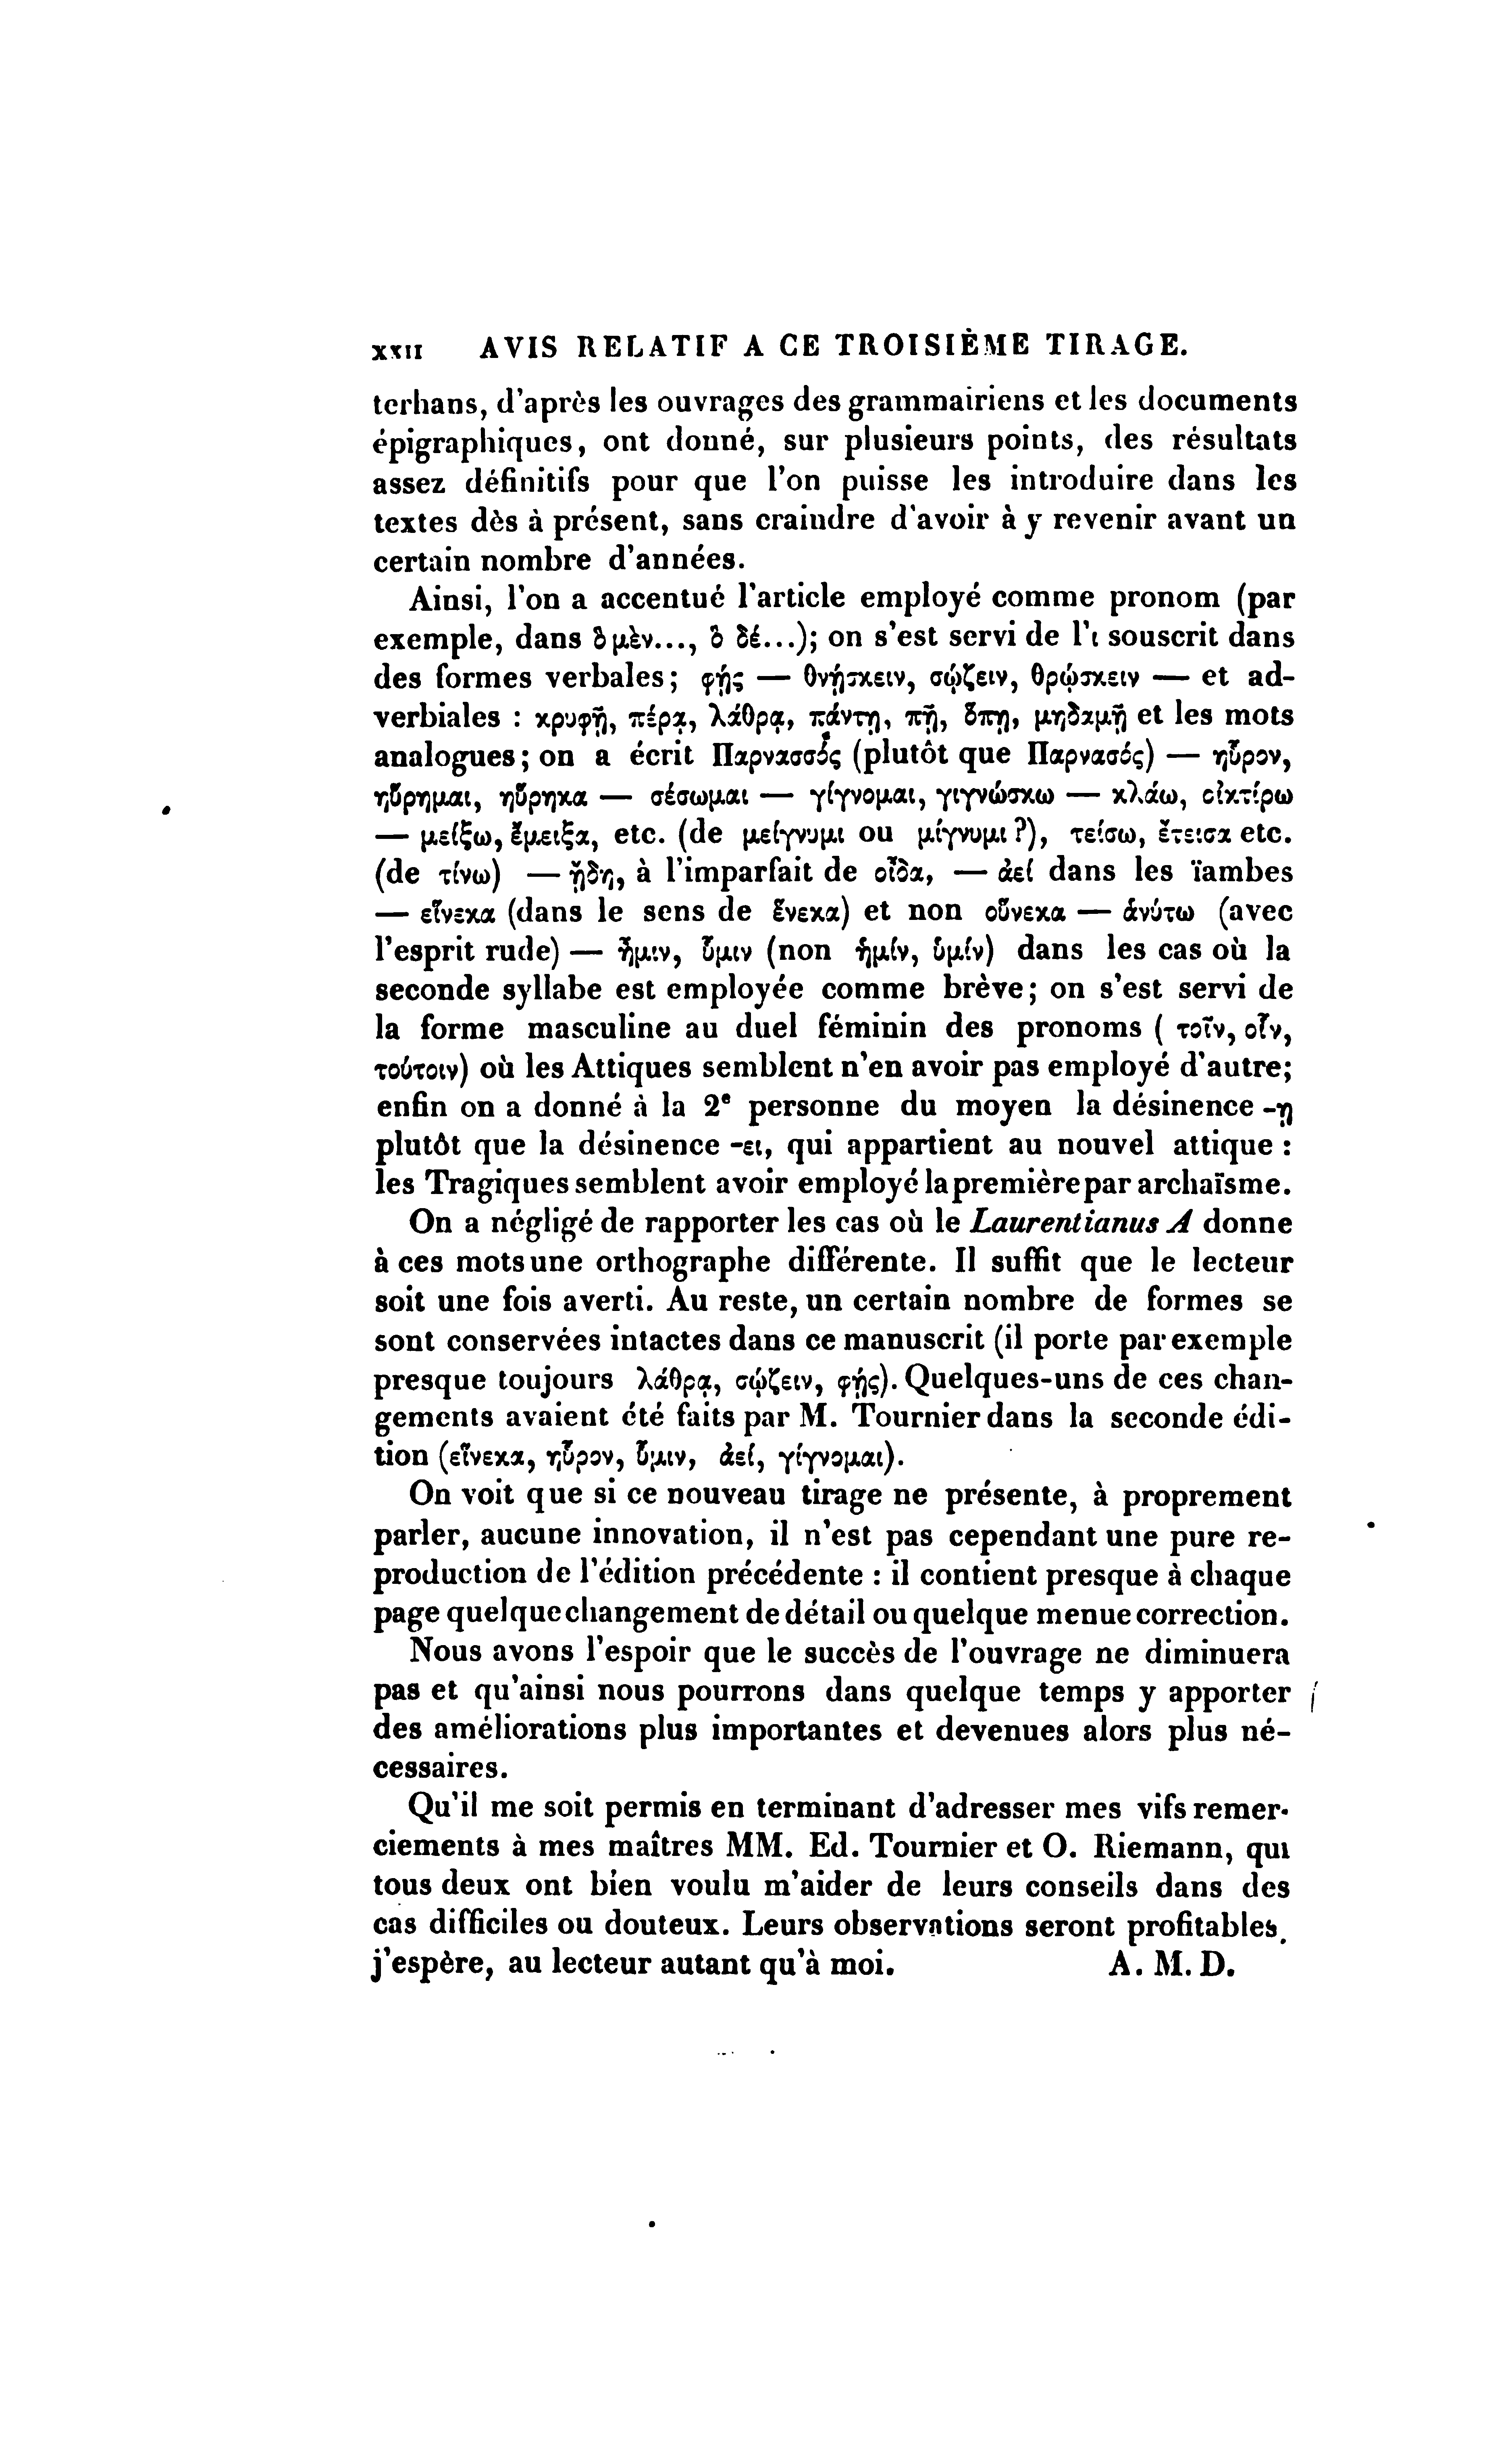 XXII AVIS RELATIF A CE TROISIÈME TIRAGE.
terhans, d'après les ouvrages des grammairiens et les documents
épigraphiques, ont donné, sur plusieurs points, des résultats
assez définitifs pour que l'on puisse les introduire dans les
textes dès à présent, sans craindre d'avoir à y revenir avant un
certain nombre d'années.
Ainsi, l'on a accentué l'article employé comme pronom (par
exemple, dans ὃ μὲν..., ὃ δέ...); on s'est servi de l'ι souscrit dans
des formes verbales; φῄς — θνῄσκειν, σῴζειν, θρῴσκειν — et ad-
verbiales : κρυφῇ, πέρᾳ, λάθρᾳ, πάντῃ, πῇ, ὅπῃ, μηδαμῇ et les mots
analogues; on a écrit Παρνασσός (plutôt que Παρνασός) — ηὗρον,
ηὕρημαι, ηὕρηκα — σέσωμαι — γίγνομαι, γιγνώσκω — κλάω, οἰκτίρω
— μείξω, ἔμειξα, etc. (de μείγνυμι ou μίγνυμι ?), τείσω, ἔτεισα etc.
(de τίνω) — ᾔδη, à l'imparfait de οἶδα, — ἀεί dans les ïambes
— εἵνεκα (dans le sens de ἕνεκα) et non οὕνεκα — ἁνύτω (avec
l'esprit rude) — ἧμιν, ὗμιν (non ἡμίν, ὑμίν) dans les cas où la
seconde syllabe est employée comme brève; on s'est servi de
la forme masculine au duel féminin des pronoms ( τοῖν, οἷν,
τούτοιν) où les Attiques semblent n'en avoir pas employé d'autre;
enfin on a donné à la 2e personne du moyen la désinence -ῃ
plutôt que la désinence -ει, qui appartient au nouvel attique :
les Tragiques semblent avoir employé la première par archaïsme.
On a négligé de rapporter les cas où le Laurentianus A donne
à ces mots une orthographe différente. Il suffit que le lecteur
soit une fois averti. Au reste, un certain nombre de formes se
sont conservées intactes dans ce manuscrit (il porte par exemple
presque toujours λάθρᾳ, σῴζειν, φῄς). Quelques-uns de ces chan-
gements avaient été faits par M. Tournier dans la seconde édi-
tion (εἵνεκα, ηὗρον, ὗμιν, ἀεί, γίγνομαι).
On voit que si ce nouveau tirage ne présente, à proprement
parler, aucune innovation, il n'est pas cependant une pure re-
production de l'édition précédente : il contient presque à chaque
page quelque changement de détail ou quelque menue correction.
Nous avons l'espoir que le succès de l'ouvrage ne diminuera
pas et qu'ainsi nous pourrons dans quelque temps y apporter
des améliorations plus importantes et devenues alors plus né-
cessaires.
Qu'il me soit permis en terminant d'adresser mes vifs remer-
ciements à mes maîtres MM. Ed. Tournier et O. Riemann, qui
tous deux ont bien voulu m'aider de leurs conseils dans des
cas difficiles ou douteux. Leurs observations seront profitables,
j'espère, au lecteur autant qu'à moi. A. M. D.